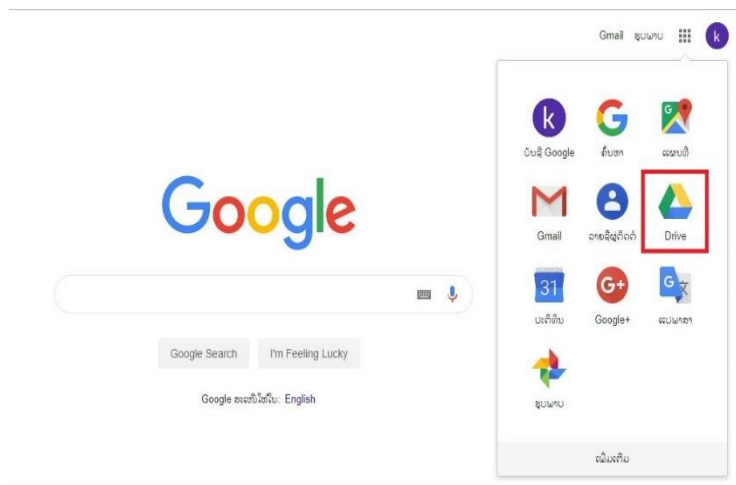 Gmail ຮູບພາບ k
k G G
ບັນຊີ Google ຄົ້ນຫາ ແຜນທີ່
Gmail ລາຍຊື່ຜູ້ຕິດຕໍ່ Drive
31 G+ G 文
ປະຕິທິນ Google+ ແປພາສາ
ຮູບພາບ
ເພີ່ມເຕີມ
Google
Google Search I'm Feeling Lucky
Google ສະເໜີໃຫ້ໃນ: English